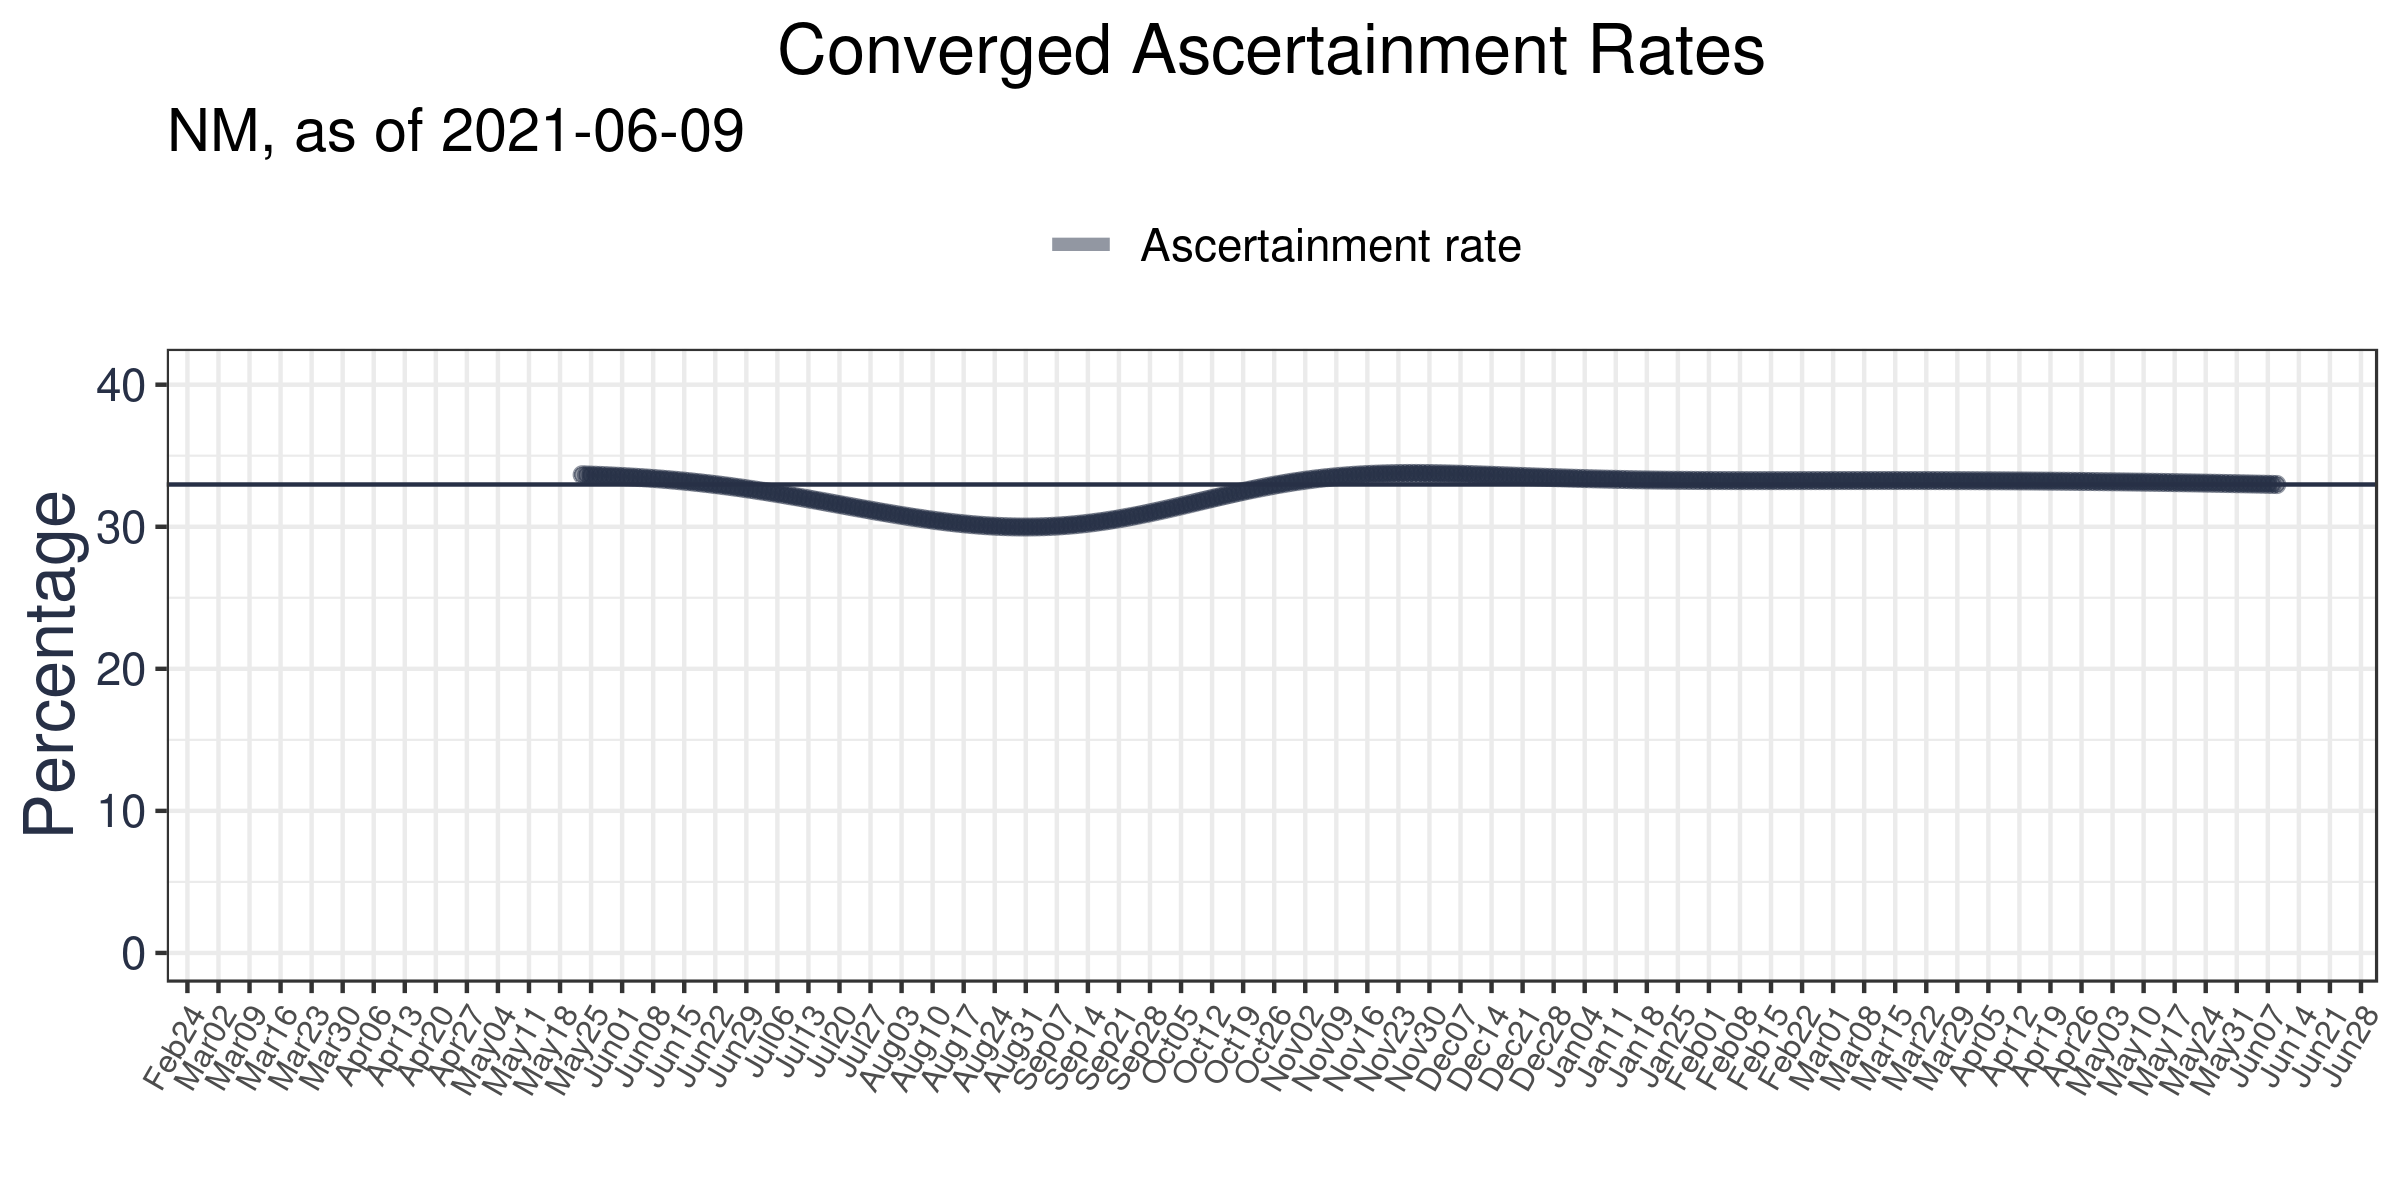 Converged Ascertainment Rates
NM, as of 2021-06-09
Ascertainment rate
Percentage
40
30
20
10
0
Feb24
Mar02
Mar09
Mar16
Mar23
Mar30
Apr06
Apr13
Apr20
Apr27
May04
May11
May18
May25
Jun01
Jun08
Jun15
Jun22
Jun29
Jul06
Jul13
Jul20
Jul27
Aug03
Aug10
Aug17
Aug24
Aug31
Sep07
Sep14
Sep21
Sep28
Oct05
Oct12
Oct19
Oct26
Nov02
Nov09
Nov16
Nov23
Nov30
Dec07
Dec14
Dec21
Dec28
Jan04
Jan11
Jan18
Jan25
Feb01
Feb08
Feb15
Feb22
Mar01
Mar08
Mar15
Mar22
Mar29
Apr05
Apr12
Apr19
Apr26
May03
May10
May17
May24
May31
Jun07
Jun14
Jun21
Jun28